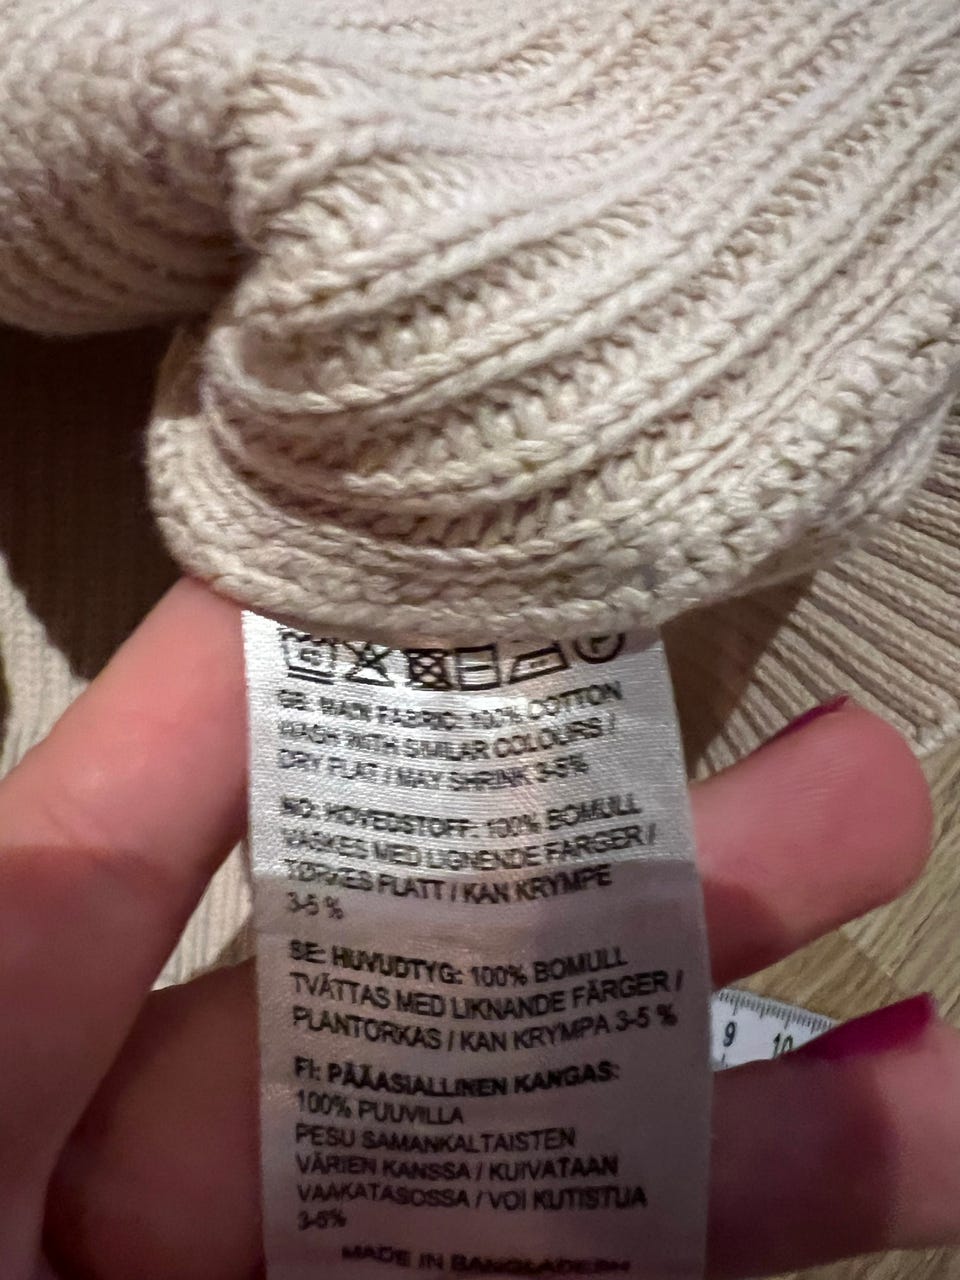 40
P
GB: MAIN FABRIC: 100% COTTON
WASH WITH SIMILAR COLOURS /
DRY FLAT / MAY SHRINK 3-5%
NO: HOVEDSTOFF: 100% BOMULL
VASKES MED LIGNENDE FARGER /
TØRKES FLATT / KAN KRYMPE
3-5 %
SE: HUVUDTYG: 100% BOMULL
TVÄTTAS MED LIKNANDE FÄRGER /
PLANTORKAS / KAN KRYMPA 3-5 %
FI: PÄÄASIALLINEN KANGAS:
100% PUUVILLA
PESU SAMANKALTAISTEN
VÄRIEN KANSSA / KUIVATAAN
VAAKATASOSSA / VOI KUTISTUA
3-5%
MADE IN BANGLADESH
9 10